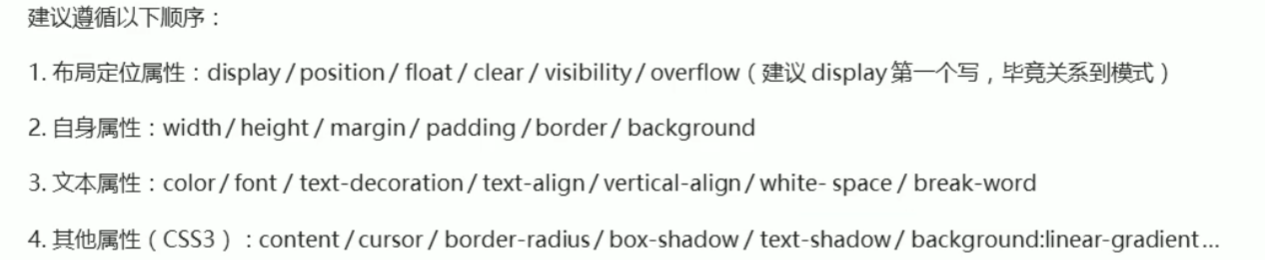 建议遵循以下顺序：
1. 布局定位属性：display / position / float / clear / visibility / overflow（建议 display 第一个写，毕竟关系到模式）
2. 自身属性：width / height / margin / padding / border / background
3. 文本属性：color / font / text-decoration / text-align / vertical-align / white- space / break-word
4. 其他属性（CSS3）：content / cursor / border-radius / box-shadow / text-shadow / background:linear-gradient…